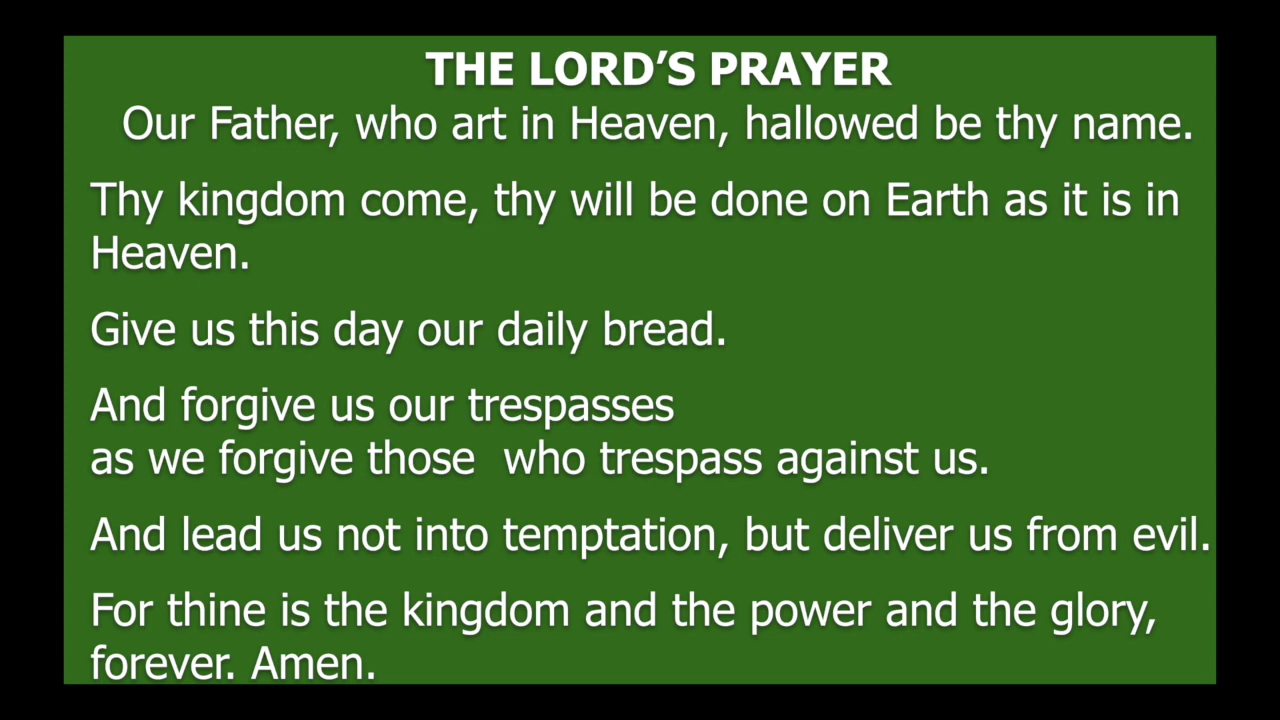 THE LORD’S PRAYER
Our Father, who art in Heaven, hallowed be thy name.
Thy kingdom come, thy will be done on Earth as it is in
Heaven.
Give us this day our daily bread.
And forgive us our trespasses
as we forgive those  who trespass against us.
And lead us not into temptation, but deliver us from evil.
For thine is the kingdom and the power and the glory,
forever. Amen.